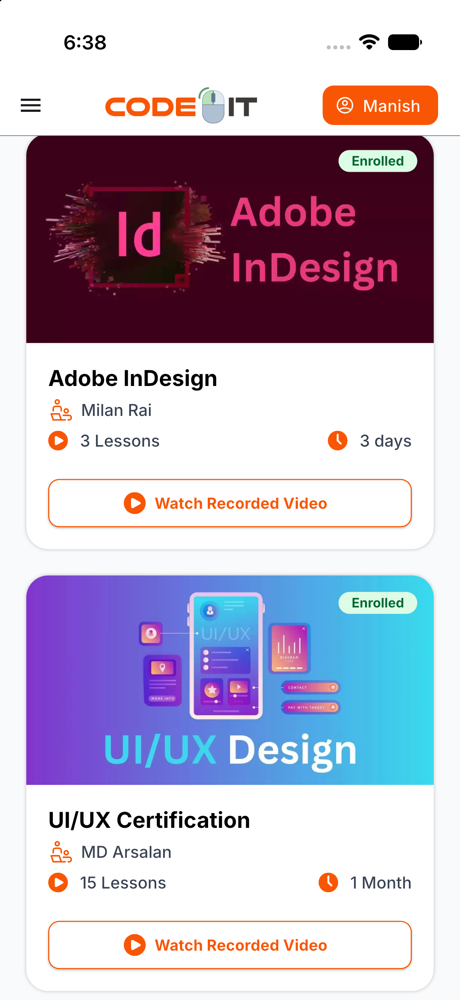 6:38
CODE IT
Manish
Enrolled
Id
Adobe
InDesign
Adobe InDesign
Milan Rai
3 Lessons
3 days
Watch Recorded Video
Enrolled
UI/UX
DIAGRAM
MORE INFO
CONTACT
PAY WITH TARGET
UI/UX Design
UI/UX Certification
MD Arsalan
15 Lessons
1 Month
Watch Recorded Video